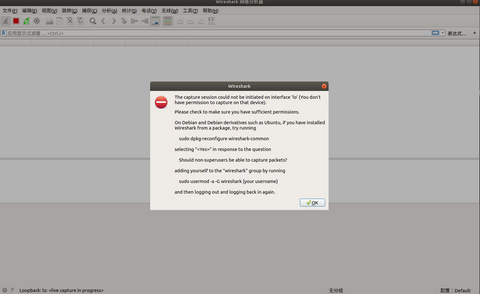 Wireshark 网络分析器
文件(F) 编辑(E) 视图(V) 跳转(G) 捕获(C) 分析(A) 统计(S) 电话(Y) 无线(W) 工具(T) 帮助(H)
应用显示过滤器 … <Ctrl-/>
表达式…
Wireshark
The capture session could not be initiated on interface 'lo' (You don't
have permission to capture on that device).
Please check to make sure you have sufficient permissions.
On Debian and Debian derivatives such as Ubuntu, if you have installed
Wireshark from a package, try running
sudo dpkg-reconfigure wireshark-common
selecting "<Yes>" in response to the question
Should non-superusers be able to capture packets?
adding yourself to the "wireshark" group by running
sudo usermod -a -G wireshark {your username}
and then logging out and logging back in again.
OK
Loopback: lo: <live capture in progress>
无分组
配置：Default